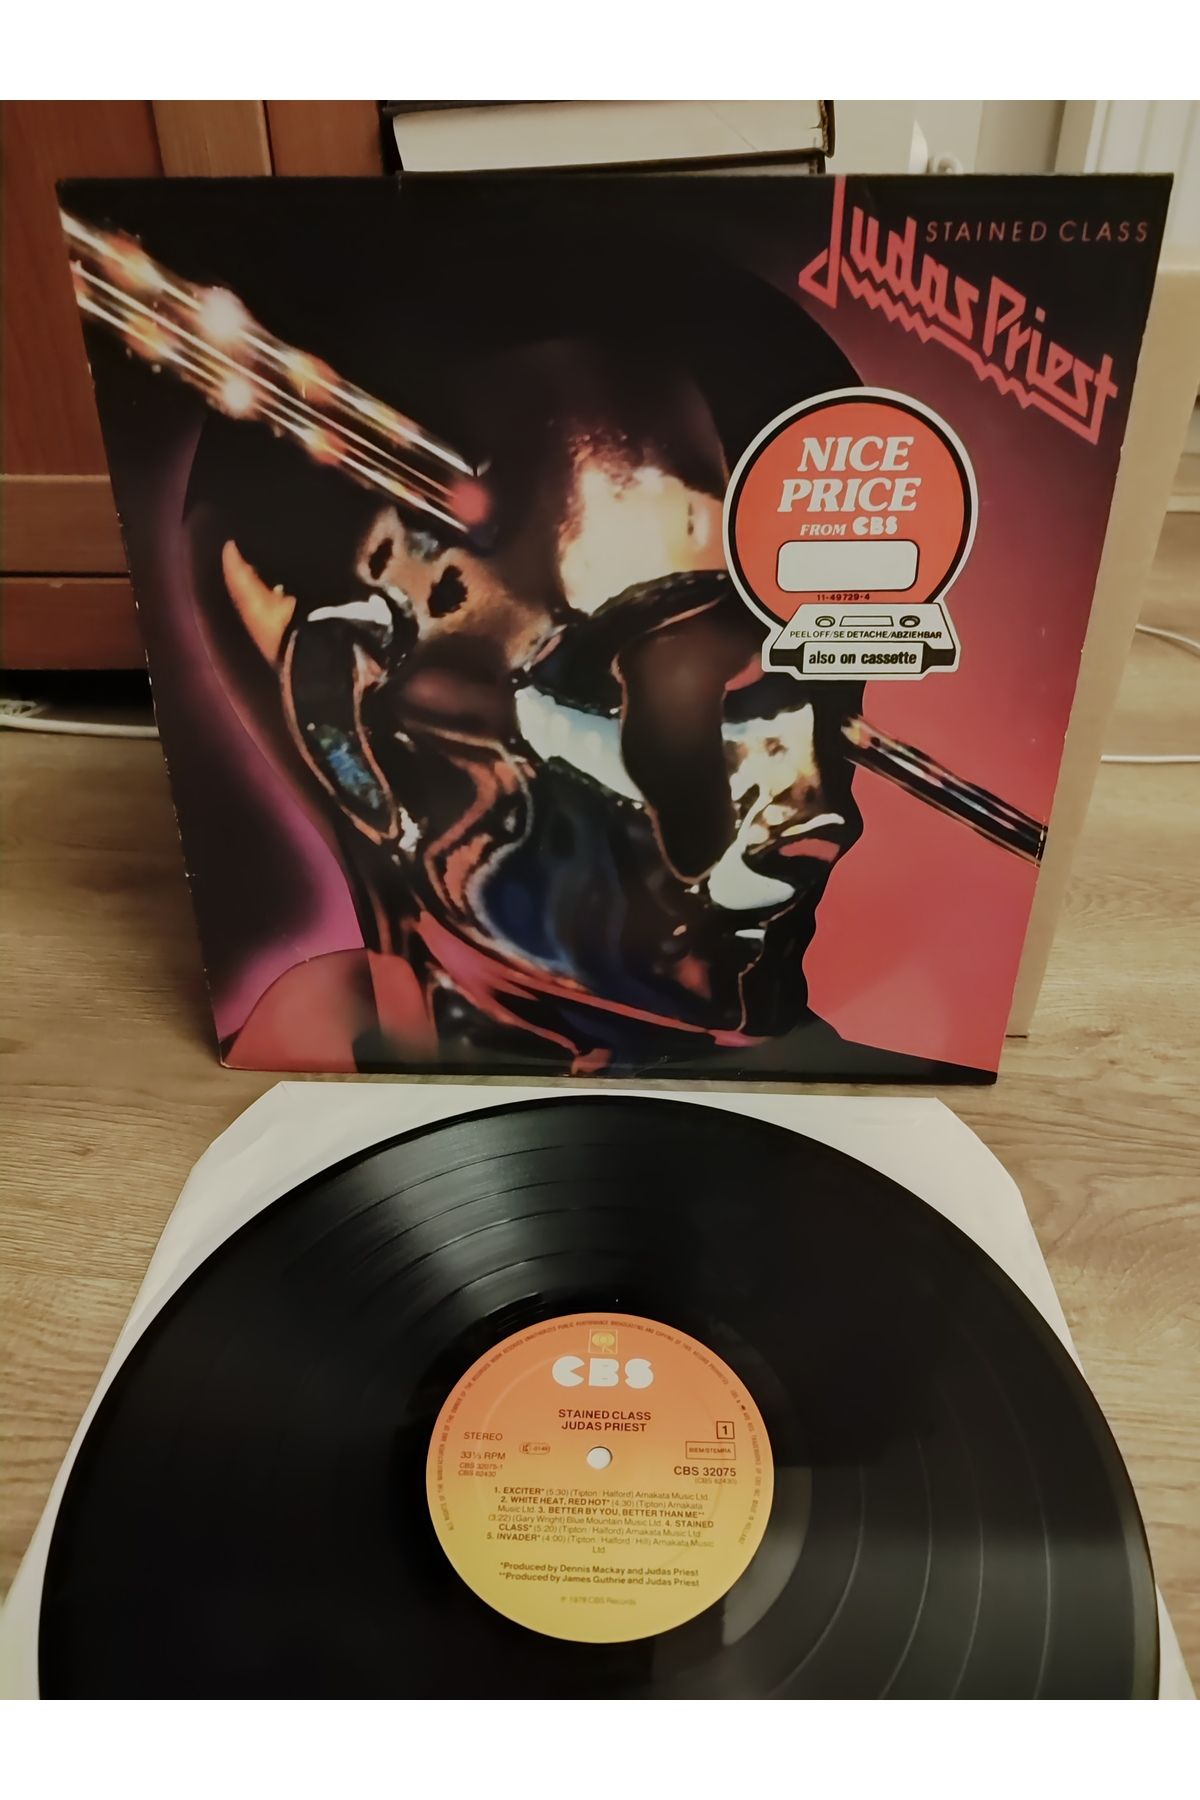 STAINED CLASS
Judas Priest
NICE
PRICE
FROM CBS
11-49729-4
PEEL OFF/SE DETACHE/ABZIEHBAR
also on cassette
CBS
STAINED CLASS
JUDAS PRIEST
STEREO
1
33⅓ RPM
BIEM/STEMRA
CBS 32075-1
CBS 82430
CBS 32075
(CBS 82430)
1. EXCITER* (5:30) (Tipton : Halford) Arnakata Music Ltd.
2. WHITE HEAT, RED HOT* (4:30) (Tipton) Arnakata
Music Ltd. 3. BETTER BY YOU, BETTER THAN ME**
(3:22) (Gary Wright) Blue Mountain Music Ltd. 4. STAINED
CLASS* (5:20) (Tipton : Halford) Arnakata Music Ltd.
5. INVADER* (4:00) (Tipton : Halford : Hill) Arnakata Music
Ltd.
*Produced by Dennis Mackay and Judas Priest
**Produced by James Guthrie and Judas Priest
℗ 1978 CBS Records